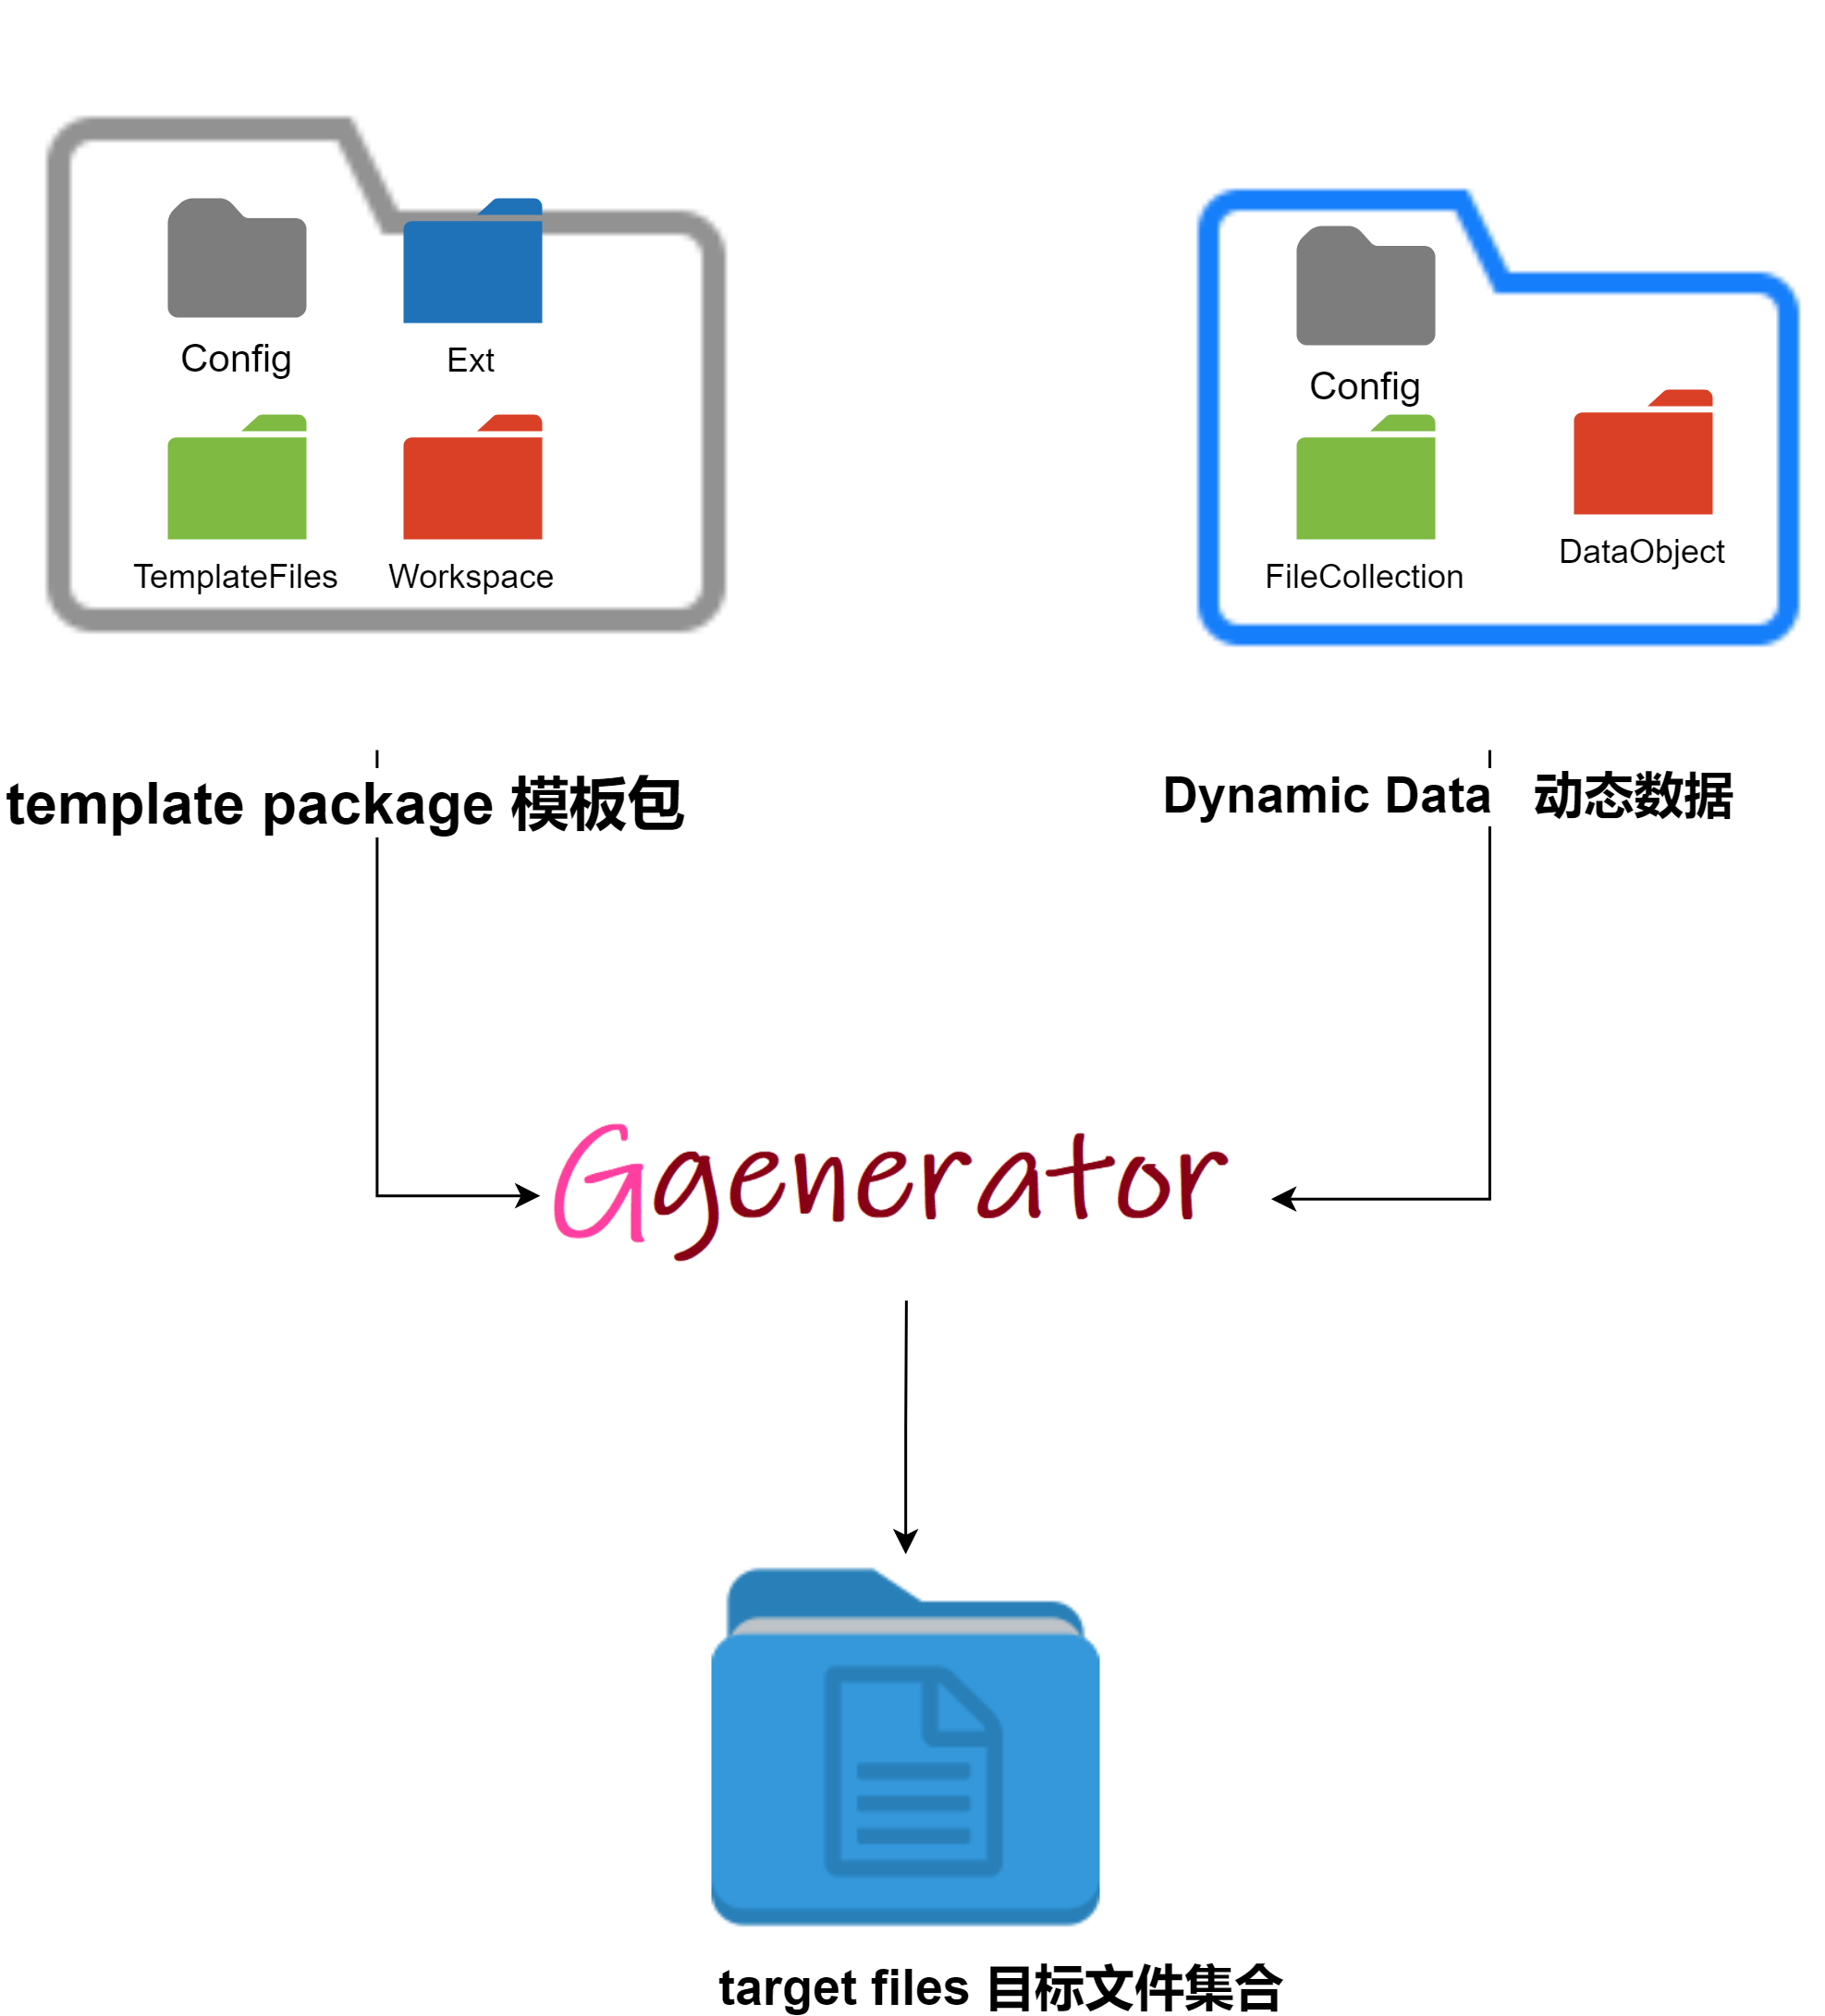 Config
Ext
TemplateFiles
Workspace
Config
FileCollection
DataObject
template package 模板包
Dynamic Data 动态数据
Ggenerator
target files 目标文件集合